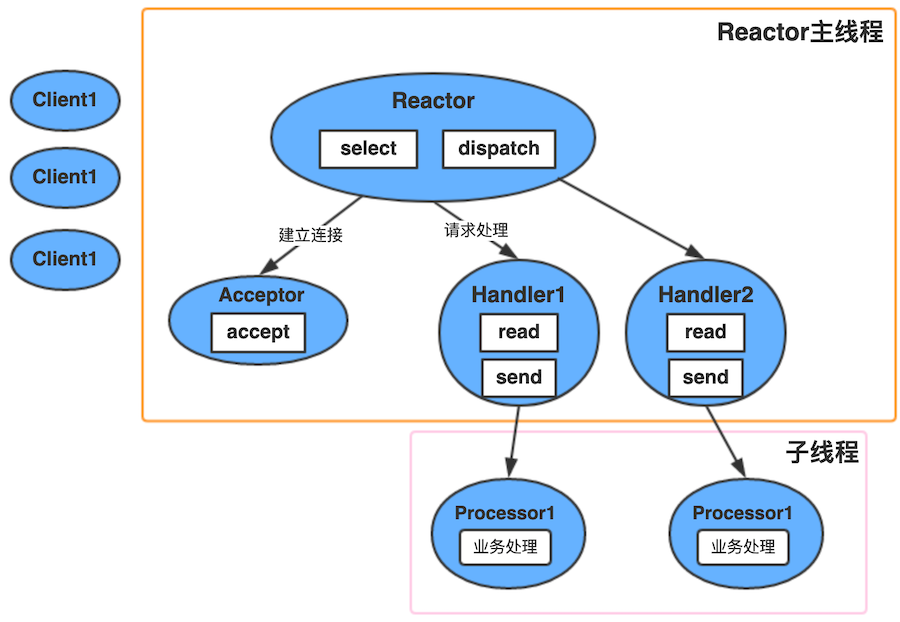 Reactor主线程
Client1
Client1
Client1
Reactor
select
dispatch
建立连接
请求处理
Acceptor
accept
Handler1
read
send
Handler2
read
send
子线程
Processor1
业务处理
Processor1
业务处理